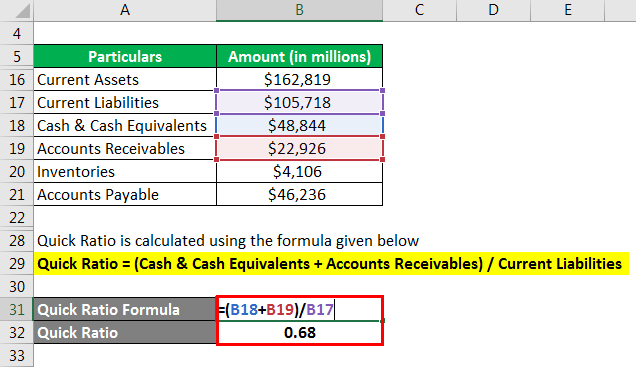 A B C D E
4
5 Particulars Amount (in millions)
16 Current Assets $162,819
17 Current Liabilities $105,718
18 Cash & Cash Equivalents $48,844
19 Accounts Receivables $22,926
20 Inventories $4,106
21 Accounts Payable $46,236
22
28 Quick Ratio is calculated using the formula given below
29 Quick Ratio = (Cash & Cash Equivalents + Accounts Receivables) / Current Liabilities
30
31 Quick Ratio Formula =(B18+B19)/B17
32 Quick Ratio 0.68
33